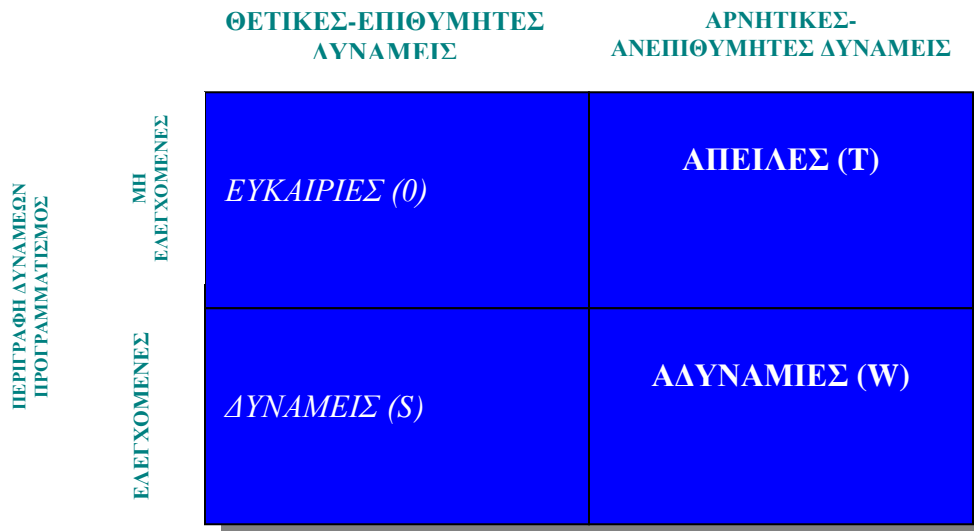 ΘΕΤΙΚΕΣ-ΕΠΙΘΥΜΗΤΕΣ
ΔΥΝΑΜΕΙΣ
ΑΡΝΗΤΙΚΕΣ-
ΑΝΕΠΙΘΥΜΗΤΕΣ ΔΥΝΑΜΕΙΣ
ΠΕΡΙΓΡΑΦΗ ΔΥΝΑΜΕΩΝ
ΠΡΟΓΡΑΜΜΑΤΙΣΜΟΣ
ΜΗ
ΕΛΕΓΧΟΜΕΝΕΣ
ΕΥΚΑΙΡΙΕΣ (0)
ΑΠΕΙΛΕΣ (Τ)
ΕΛΕΓΧΟΜΕΝΕΣ
ΔΥΝΑΜΕΙΣ (S)
ΑΔΥΝΑΜΙΕΣ (W)